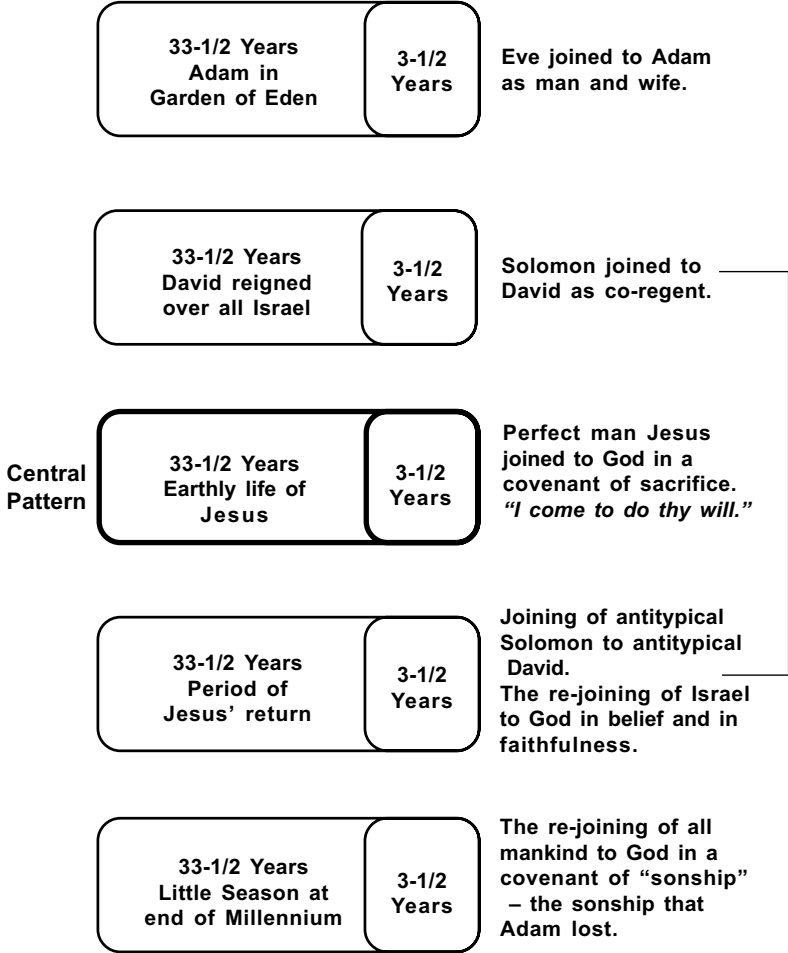 33-1/2 Years
Adam in
Garden of Eden
3-1/2
Years
Eve joined to Adam
as man and wife.
33-1/2 Years
David reigned
over all Israel
3-1/2
Years
Solomon joined to
David as co-regent.
Central
Pattern
33-1/2 Years
Earthly life of
Jesus
3-1/2
Years
Perfect man Jesus
joined to God in a
covenant of sacrifice.
“I come to do thy will.”
33-1/2 Years
Period of
Jesus’ return
3-1/2
Years
Joining of antitypical
Solomon to antitypical
David.
The re-joining of Israel
to God in belief and in
faithfulness.
33-1/2 Years
Little Season at
end of Millennium
3-1/2
Years
The re-joining of all
mankind to God in a
covenant of “sonship”
– the sonship that
Adam lost.